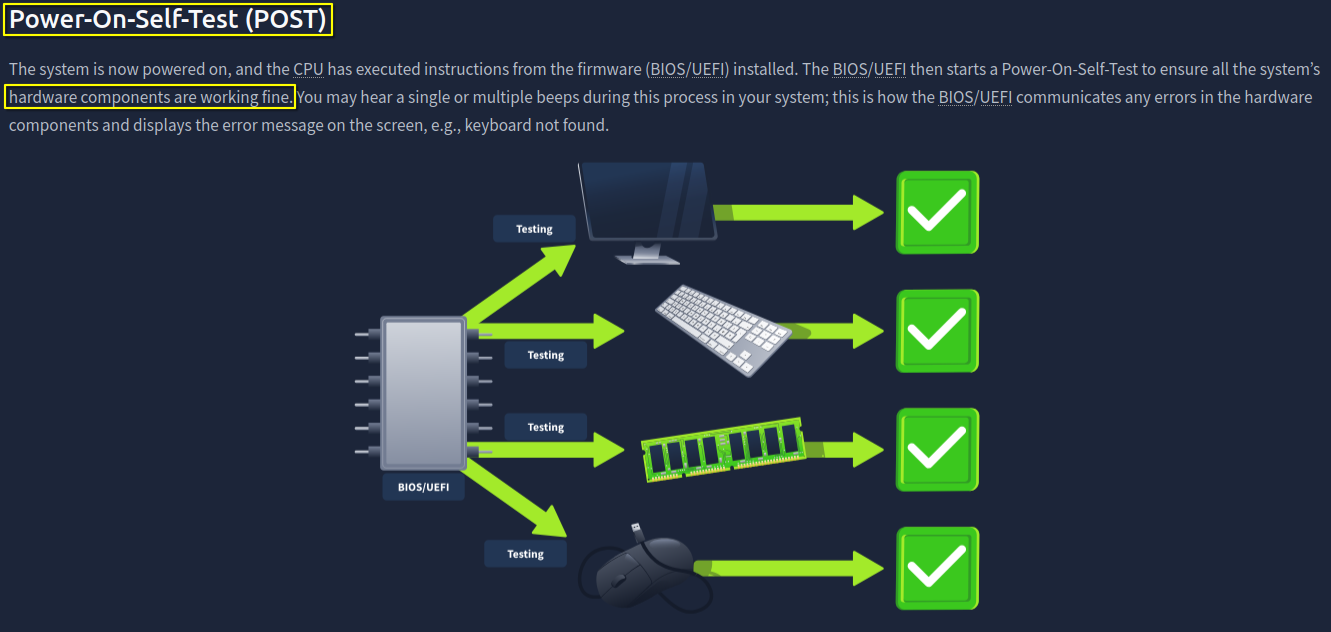 Power-On-Self-Test (POST)
The system is now powered on, and the CPU has executed instructions from the firmware (BIOS/UEFI) installed. The BIOS/UEFI then starts a Power-On-Self-Test to ensure all the system's
hardware components are working fine. You may hear a single or multiple beeps during this process in your system; this is how the BIOS/UEFI communicates any errors in the hardware
components and displays the error message on the screen, e.g., keyboard not found.
Testing
Testing
Testing
BIOS/UEFI
Testing